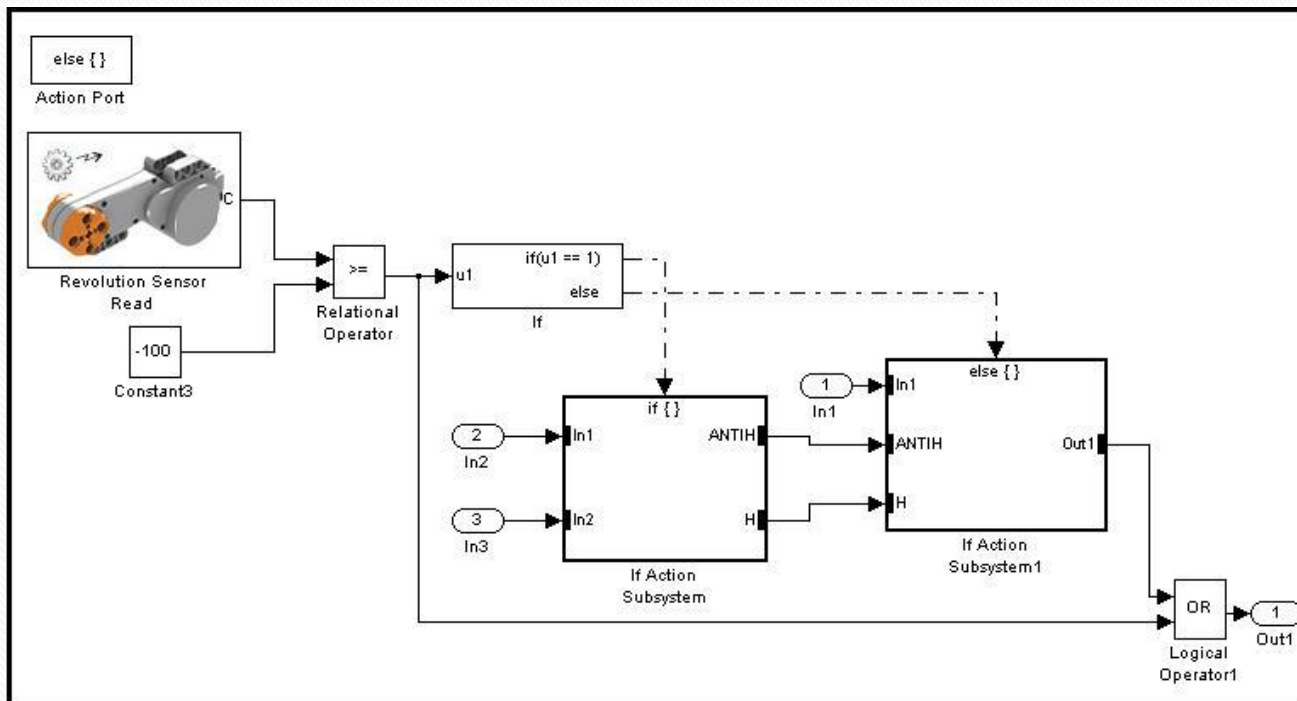 else { }
Action Port
C
Revolution Sensor
Read
-100
Constant3
>=
Relational
Operator
u1
if(u1 == 1)
else
If
2
In2
3
In3
if { }
In1
In2
ANTIH
H
If Action
Subsystem
1
In1
else { }
In1
ANTIH
H
Out1
If Action
Subsystem1
OR
Logical
Operator1
1
Out1